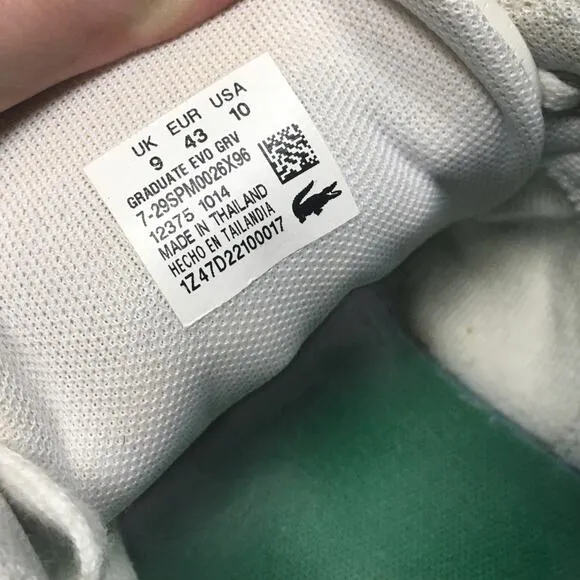 UK EUR USA
9 43 10
GRADUATE EVO GRV
7-29SPM0026X96
12375 1014
MADE IN THAILAND
HECHO EN TAILANDIA
1Z47D22100017